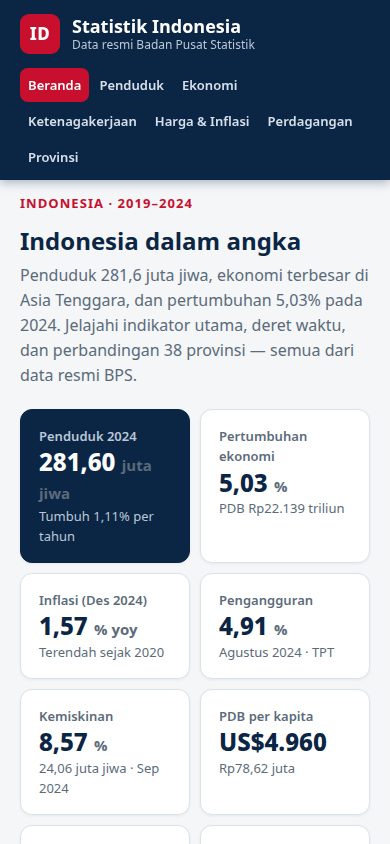 ID
Statistik Indonesia
Data resmi Badan Pusat Statistik
Beranda Penduduk Ekonomi
Ketenagakerjaan Harga & Inflasi Perdagangan
Provinsi
INDONESIA · 2019–2024
Indonesia dalam angka
Penduduk 281,6 juta jiwa, ekonomi terbesar di
Asia Tenggara, dan pertumbuhan 5,03% pada
2024. Jelajahi indikator utama, deret waktu,
dan perbandingan 38 provinsi — semua dari
data resmi BPS.
Penduduk 2024
281,60 juta
jiwa
Tumbuh 1,11% per
tahun
Pertumbuhan
ekonomi
5,03 %
PDB Rp22.139 triliun
Inflasi (Des 2024)
1,57 % yoy
Terendah sejak 2020
Pengangguran
4,91 %
Agustus 2024 · TPT
Kemiskinan
8,57 %
24,06 juta jiwa · Sep
2024
PDB per kapita
US$4.960
Rp78,62 juta